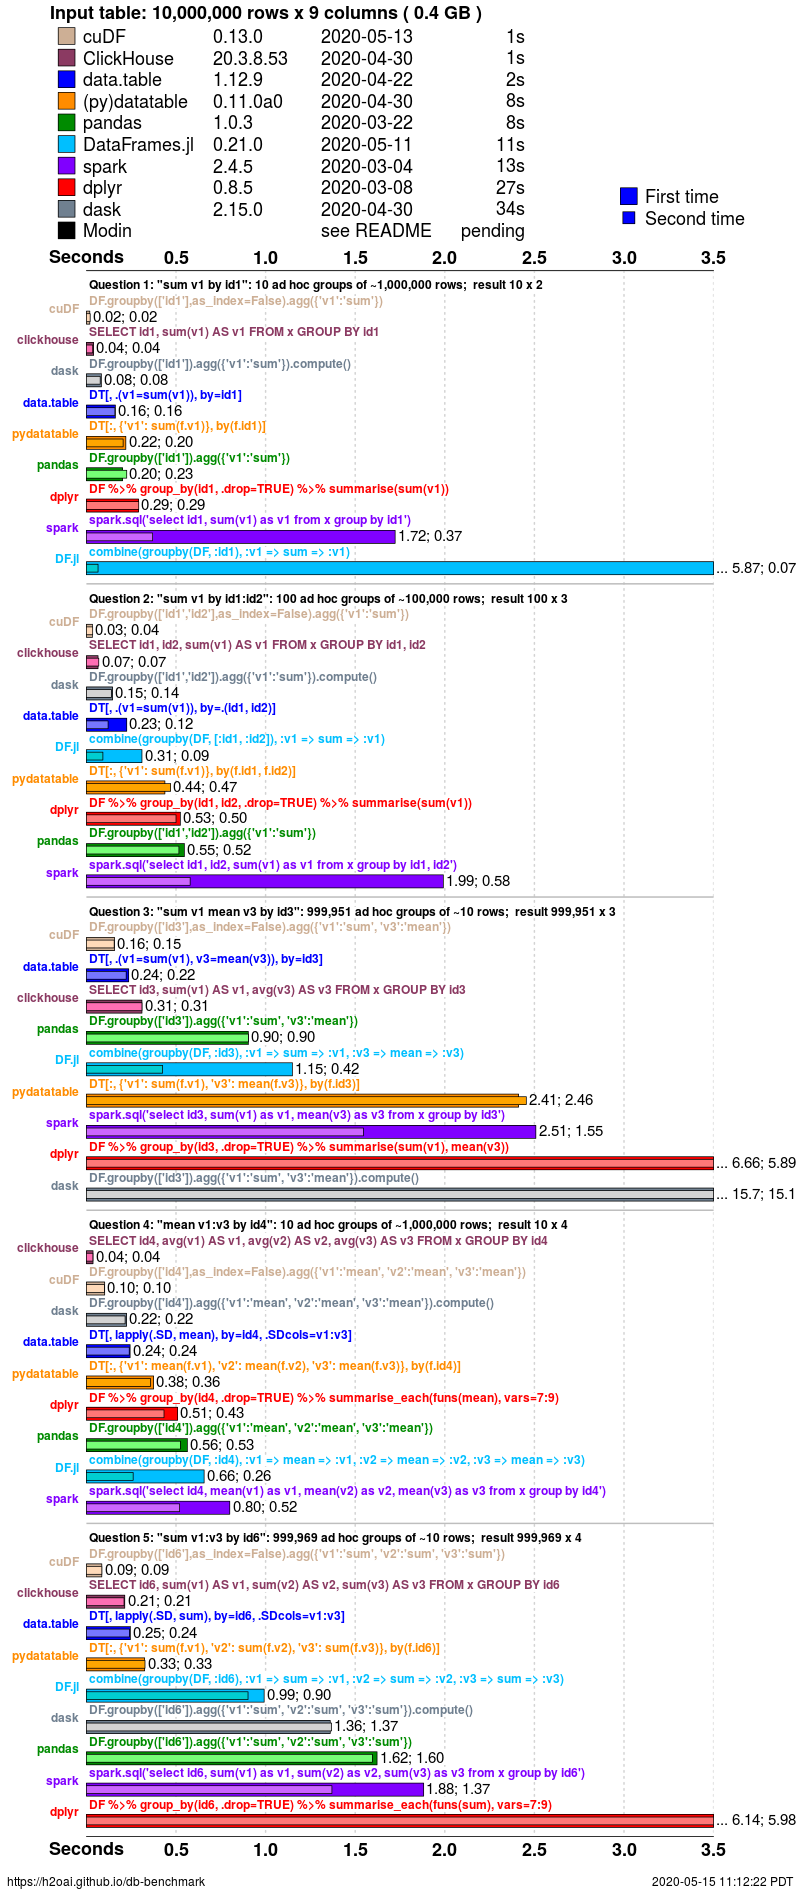 Input table: 10,000,000 rows x 9 columns ( 0.4 GB )
cuDF 0.13.0 2020-05-13 1s
ClickHouse 20.3.8.53 2020-04-30 1s
data.table 1.12.9 2020-04-22 2s
(py)datatable 0.11.0a0 2020-04-30 8s
pandas 1.0.3 2020-03-22 8s
DataFrames.jl 0.21.0 2020-05-11 11s
spark 2.4.5 2020-03-04 13s
dplyr 0.8.5 2020-03-08 27s
dask 2.15.0 2020-04-30 34s
Modin see README pending
First time
Second time
Seconds 0.5 1.0 1.5 2.0 2.5 3.0 3.5
Question 1: "sum v1 by id1": 10 ad hoc groups of ~1,000,000 rows; result 10 x 2
DF.groupby(['id1'],as_index=False).agg({'v1':'sum'})
cuDF 0.02; 0.02
SELECT id1, sum(v1) AS v1 FROM x GROUP BY id1
clickhouse 0.04; 0.04
DF.groupby(['id1']).agg({'v1':'sum'}).compute()
dask 0.08; 0.08
DT[, .(v1=sum(v1)), by=id1]
data.table 0.16; 0.16
DT[:, {'v1': sum(f.v1)}, by(f.id1)]
pydatatable 0.22; 0.20
DF.groupby(['id1']).agg({'v1':'sum'})
pandas 0.20; 0.23
DF %>% group_by(id1, .drop=TRUE) %>% summarise(sum(v1))
dplyr 0.29; 0.29
spark.sql('select id1, sum(v1) as v1 from x group by id1')
spark 1.72; 0.37
combine(groupby(DF, :id1), :v1 => sum => :v1)
DF.jl ... 5.87; 0.07
Question 2: "sum v1 by id1:id2": 100 ad hoc groups of ~100,000 rows; result 100 x 3
DF.groupby(['id1','id2'],as_index=False).agg({'v1':'sum'})
cuDF 0.03; 0.04
SELECT id1, id2, sum(v1) AS v1 FROM x GROUP BY id1, id2
clickhouse 0.07; 0.07
DF.groupby(['id1','id2']).agg({'v1':'sum'}).compute()
dask 0.15; 0.14
DT[, .(v1=sum(v1)), by=.(id1, id2)]
data.table 0.23; 0.12
combine(groupby(DF, [:id1, :id2]), :v1 => sum => :v1)
DF.jl 0.31; 0.09
DT[:, {'v1': sum(f.v1)}, by(f.id1, f.id2)]
pydatatable 0.44; 0.47
DF %>% group_by(id1, id2, .drop=TRUE) %>% summarise(sum(v1))
dplyr 0.53; 0.50
DF.groupby(['id1','id2']).agg({'v1':'sum'})
pandas 0.55; 0.52
spark.sql('select id1, id2, sum(v1) as v1 from x group by id1, id2')
spark 1.99; 0.58
Question 3: "sum v1 mean v3 by id3": 999,951 ad hoc groups of ~10 rows; result 999,951 x 3
DF.groupby(['id3'],as_index=False).agg({'v1':'sum', 'v3':'mean'})
cuDF 0.16; 0.15
DT[, .(v1=sum(v1), v3=mean(v3)), by=id3]
data.table 0.24; 0.22
SELECT id3, sum(v1) AS v1, avg(v3) AS v3 FROM x GROUP BY id3
clickhouse 0.31; 0.31
DF.groupby(['id3']).agg({'v1':'sum', 'v3':'mean'})
pandas 0.90; 0.90
combine(groupby(DF, :id3), :v1 => sum => :v1, :v3 => mean => :v3)
DF.jl 1.15; 0.42
DT[:, {'v1': sum(f.v1), 'v3': mean(f.v3)}, by(f.id3)]
pydatatable 2.41; 2.46
spark.sql('select id3, sum(v1) as v1, mean(v3) as v3 from x group by id3')
spark 2.51; 1.55
DF %>% group_by(id3, .drop=TRUE) %>% summarise(sum(v1), mean(v3))
dplyr ... 6.66; 5.89
DF.groupby(['id3']).agg({'v1':'sum', 'v3':'mean'}).compute()
dask ... 15.7; 15.1
Question 4: "mean v1:v3 by id4": 10 ad hoc groups of ~1,000,000 rows; result 10 x 4
SELECT id4, avg(v1) AS v1, avg(v2) AS v2, avg(v3) AS v3 FROM x GROUP BY id4
clickhouse 0.04; 0.04
DF.groupby(['id4'],as_index=False).agg({'v1':'mean', 'v2':'mean', 'v3':'mean'})
cuDF 0.10; 0.10
DF.groupby(['id4']).agg({'v1':'mean', 'v2':'mean', 'v3':'mean'}).compute()
dask 0.22; 0.22
DT[, lapply(.SD, mean), by=id4, .SDcols=v1:v3]
data.table 0.24; 0.24
DT[:, {'v1': mean(f.v1), 'v2': mean(f.v2), 'v3': mean(f.v3)}, by(f.id4)]
pydatatable 0.38; 0.36
DF %>% group_by(id4, .drop=TRUE) %>% summarise_each(funs(mean), vars=7:9)
dplyr 0.51; 0.43
DF.groupby(['id4']).agg({'v1':'mean', 'v2':'mean', 'v3':'mean'})
pandas 0.56; 0.53
combine(groupby(DF, :id4), :v1 => mean => :v1, :v2 => mean => :v2, :v3 => mean => :v3)
DF.jl 0.66; 0.26
spark.sql('select id4, mean(v1) as v1, mean(v2) as v2, mean(v3) as v3 from x group by id4')
spark 0.80; 0.52
Question 5: "sum v1:v3 by id6": 999,969 ad hoc groups of ~10 rows; result 999,969 x 4
DF.groupby(['id6'],as_index=False).agg({'v1':'sum', 'v2':'sum', 'v3':'sum'})
cuDF 0.09; 0.09
SELECT id6, sum(v1) AS v1, sum(v2) AS v2, sum(v3) AS v3 FROM x GROUP BY id6
clickhouse 0.21; 0.21
DT[, lapply(.SD, sum), by=id6, .SDcols=v1:v3]
data.table 0.25; 0.24
DT[:, {'v1': sum(f.v1), 'v2': sum(f.v2), 'v3': sum(f.v3)}, by(f.id6)]
pydatatable 0.33; 0.33
combine(groupby(DF, :id6), :v1 => sum => :v1, :v2 => sum => :v2, :v3 => sum => :v3)
DF.jl 0.99; 0.90
DF.groupby(['id6']).agg({'v1':'sum', 'v2':'sum', 'v3':'sum'}).compute()
dask 1.36; 1.37
DF.groupby(['id6']).agg({'v1':'sum', 'v2':'sum', 'v3':'sum'})
pandas 1.62; 1.60
spark.sql('select id6, sum(v1) as v1, sum(v2) as v2, sum(v3) as v3 from x group by id6')
spark 1.88; 1.37
DF %>% group_by(id6, .drop=TRUE) %>% summarise_each(funs(sum), vars=7:9)
dplyr ... 6.14; 5.98
Seconds 0.5 1.0 1.5 2.0 2.5 3.0 3.5
https://h2oai.github.io/db-benchmark 2020-05-15 11:12:22 PDT